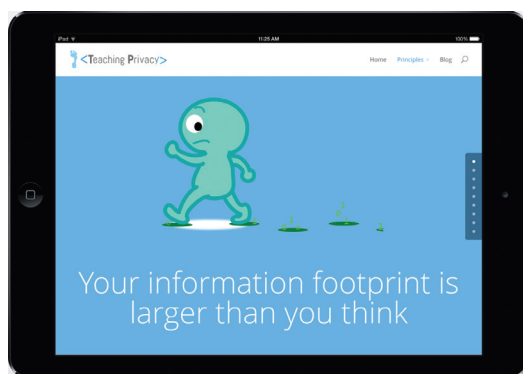 iPad
11:25 AM
100%
<Teaching Privacy>
Home Principles Blog
Your information footprint is
larger than you think